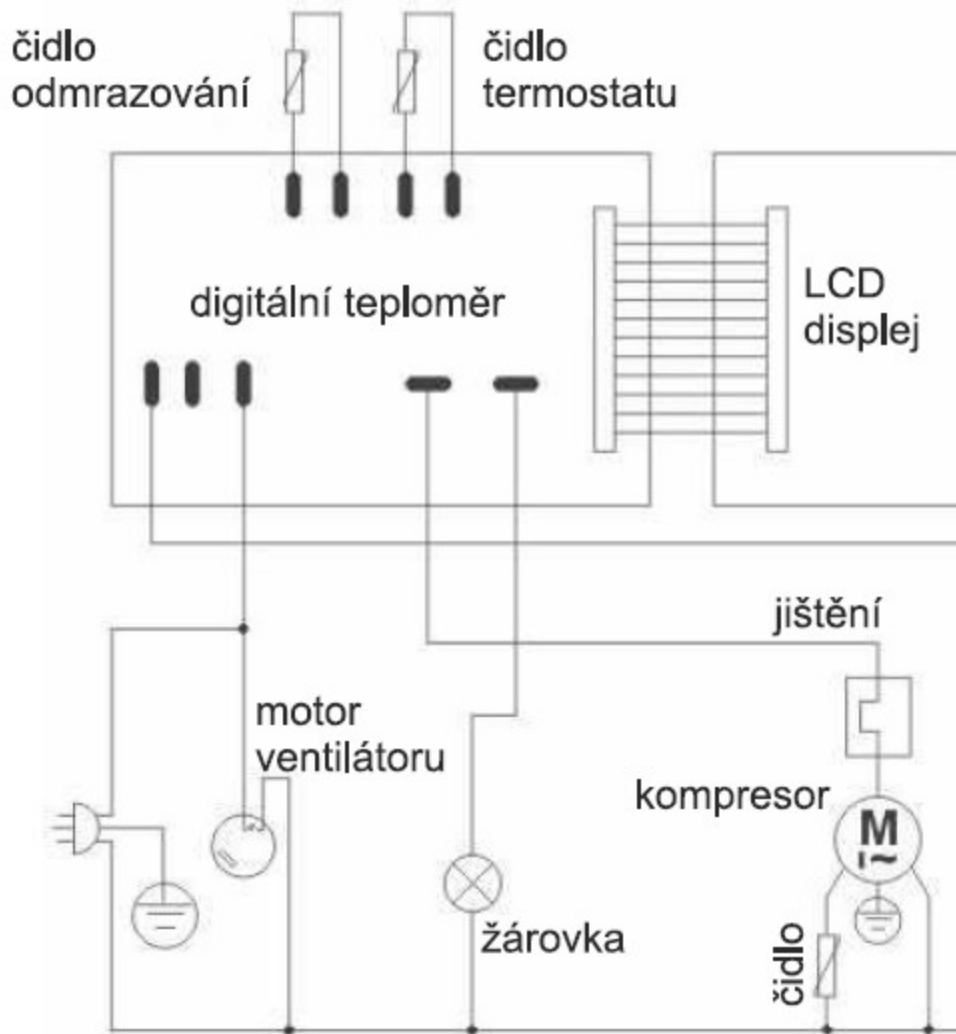 čidlo
odmrazování
čidlo
termostatu
digitální teploměr
LCD
displej
jištění
motor
ventilátoru
kompresor
M
žárovka
čidlo